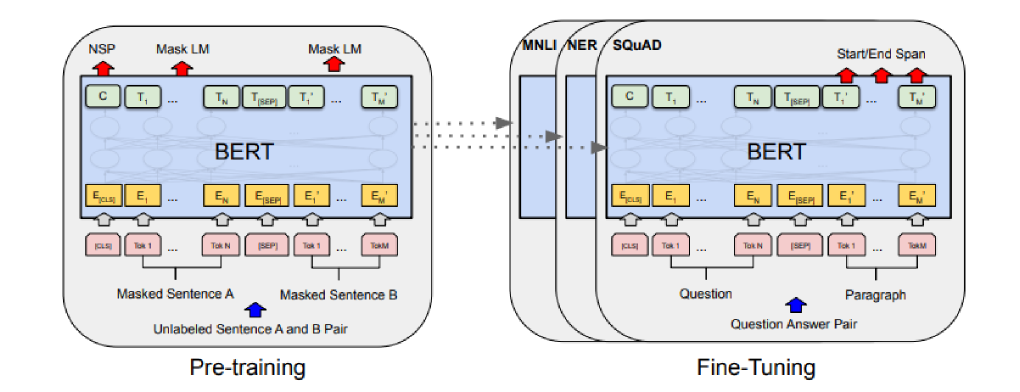 NSP Mask LM Mask LM
C T1 ... TN T[SEP] T1' ... TM'
BERT
E[CLS] E1 ... EN E[SEP] E1' ... EM'
[CLS] Tok 1 ... Tok N [SEP] Tok 1 ... TokM
Masked Sentence A Masked Sentence B
Unlabeled Sentence A and B Pair
Pre-training
MNLI NER SQuAD
Start/End Span
C T1 ... TN T[SEP] T1' ... TM'
BERT
E[CLS] E1 ... EN E[SEP] E1' ... EM'
[CLS] Tok 1 ... Tok N [SEP] Tok 1 ... TokM
Question Paragraph
Question Answer Pair
Fine-Tuning